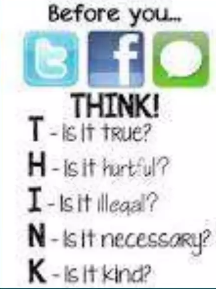 Before you...
THINK!
T - Is it true?
H - Is it hurtful?
I - Is it illegal?
N - Is it necessary?
K - Is it kind?